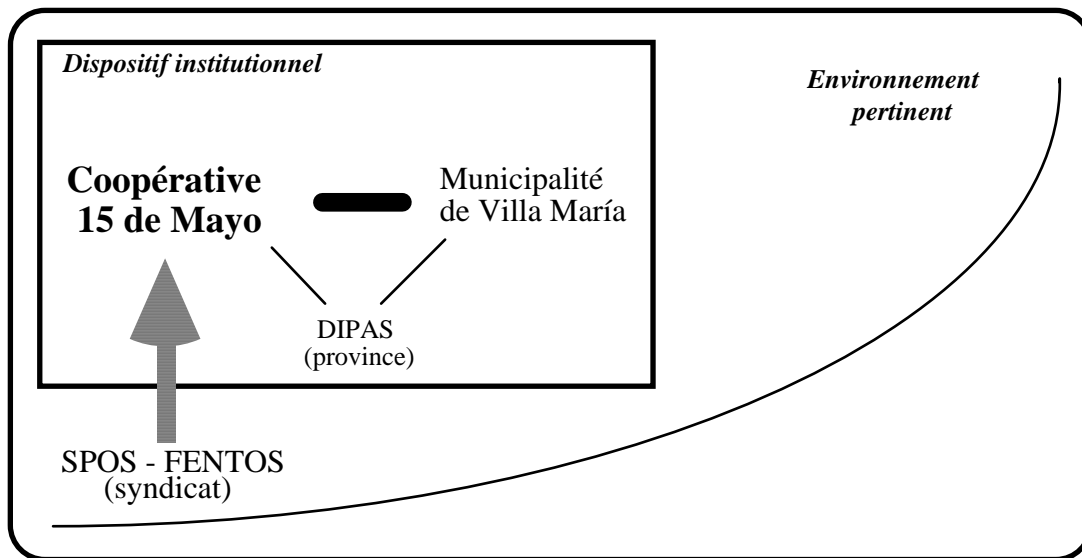 Dispositif institutionnel
Environnement
pertinent
Coopérative
15 de Mayo
Municipalité
de Villa María
DIPAS
(province)
SPOS - FENTOS
(syndicat)